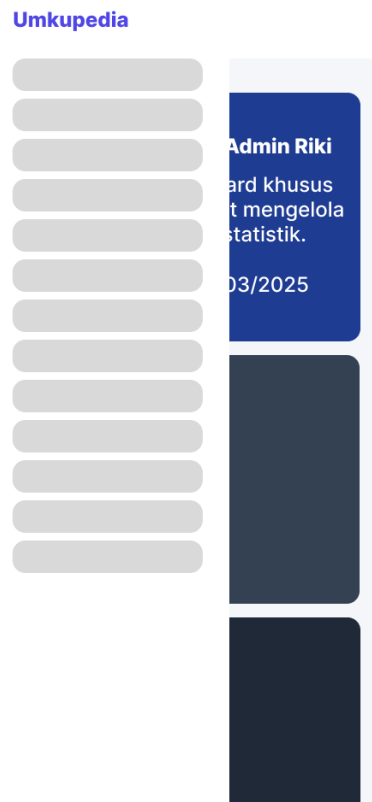 Umkupedia
Admin Riki
ard khusus
t mengelola
statistik.
03/2025